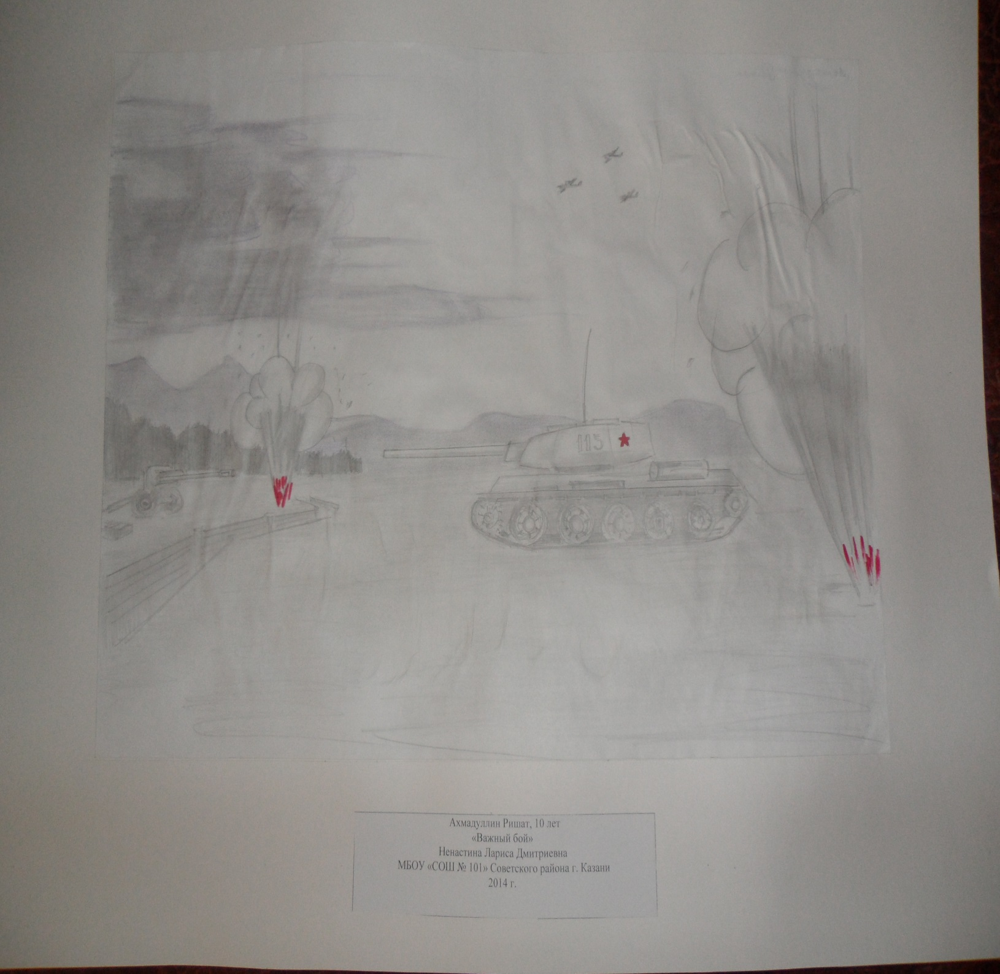 115
Ахмадуллин Ришат, 10 лет
«Важный бой»
Ненастина Лариса Дмитриевна
МБОУ «СОШ № 101» Советского района г. Казани
2014 г.